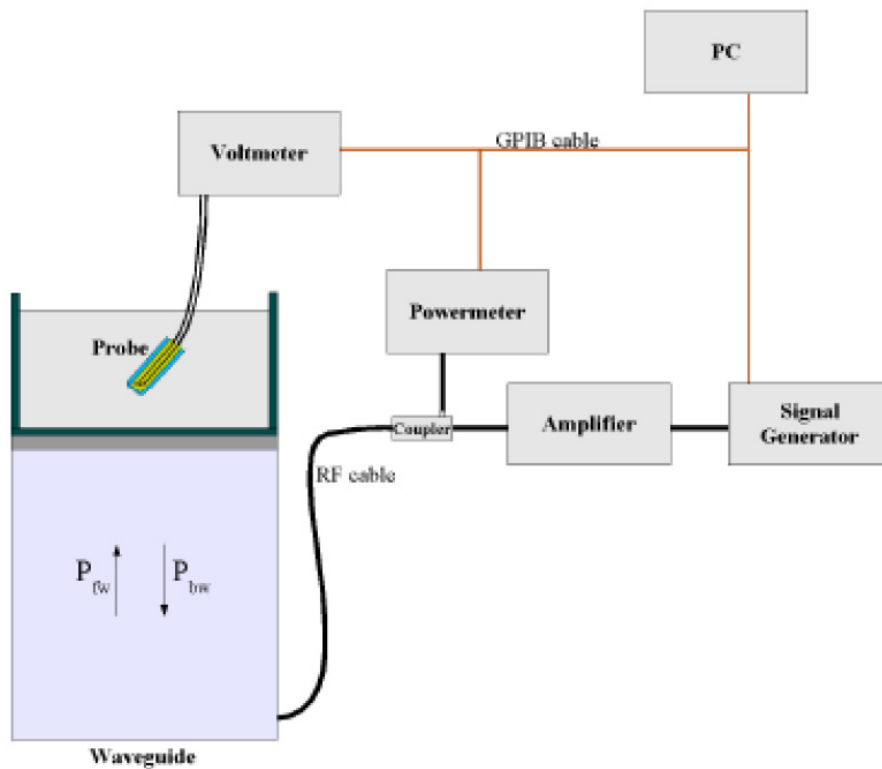 PC
Voltmeter
GPIB cable
Powermeter
Probe
Coupler
Amplifier
Signal
Generator
RF cable
P fw
P bw
Waveguide